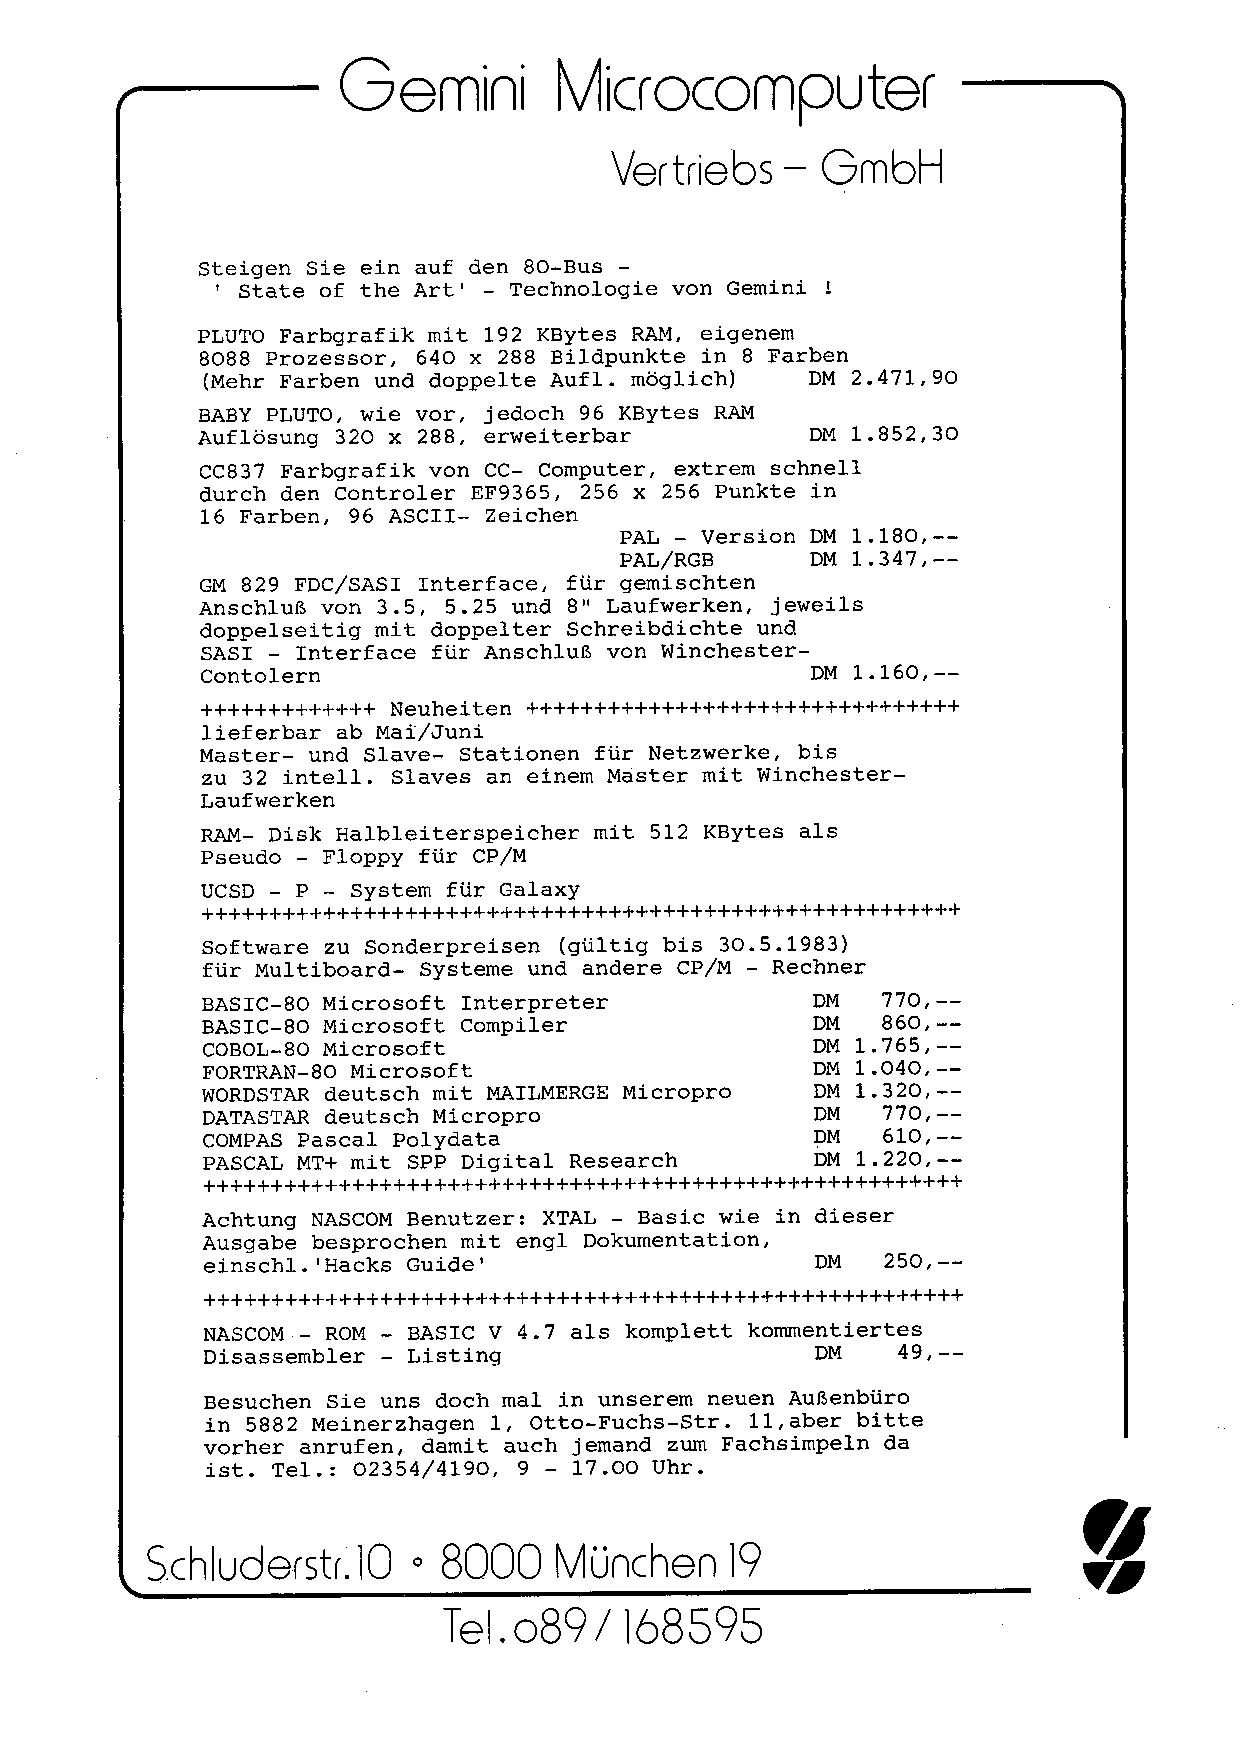 Gemini Microcomputer
Vertriebs – GmbH
Steigen Sie ein auf den 80-Bus -
' State of the Art' - Technologie von Gemini !
PLUTO Farbgrafik mit 192 KBytes RAM, eigenem
8088 Prozessor, 640 x 288 Bildpunkte in 8 Farben
(Mehr Farben und doppelte Aufl. möglich) DM 2.471,90
BABY PLUTO, wie vor, jedoch 96 KBytes RAM
Auflösung 320 x 288, erweiterbar DM 1.852,30
CC837 Farbgrafik von CC- Computer, extrem schnell
durch den Controler EF9365, 256 x 256 Punkte in
16 Farben, 96 ASCII- Zeichen
PAL - Version DM 1.180,--
PAL/RGB DM 1.347,--
GM 829 FDC/SASI Interface, für gemischten
Anschluß von 3.5, 5.25 und 8" Laufwerken, jeweils
doppelseitig mit doppelter Schreibdichte und
SASI - Interface für Anschluß von Winchester-
Contolern DM 1.160,--
+++++++++++++ Neuheiten ++++++++++++++++++++++++++++++++
lieferbar ab Mai/Juni
Master- und Slave- Stationen für Netzwerke, bis
zu 32 intell. Slaves an einem Master mit Winchester-
Laufwerken
RAM- Disk Halbleiterspeicher mit 512 KBytes als
Pseudo - Floppy für CP/M
UCSD - P - System für Galaxy
++++++++++++++++++++++++++++++++++++++++++++++++++++++++
Software zu Sonderpreisen (gültig bis 30.5.1983)
für Multiboard- Systeme und andere CP/M - Rechner
BASIC-80 Microsoft Interpreter DM 770,--
BASIC-80 Microsoft Compiler DM 860,--
COBOL-80 Microsoft DM 1.765,--
FORTRAN-80 Microsoft DM 1.040,--
WORDSTAR deutsch mit MAILMERGE Micropro DM 1.320,--
DATASTAR deutsch Micropro DM 770,--
COMPAS Pascal Polydata DM 610,--
PASCAL MT+ mit SPP Digital Research DM 1.220,--
++++++++++++++++++++++++++++++++++++++++++++++++++++++++
Achtung NASCOM Benutzer: XTAL - Basic wie in dieser
Ausgabe besprochen mit engl Dokumentation,
einschl.'Hacks Guide' DM 250,--
++++++++++++++++++++++++++++++++++++++++++++++++++++++++
NASCOM - ROM - BASIC V 4.7 als komplett kommentiertes
Disassembler - Listing DM 49,--
Besuchen Sie uns doch mal in unserem neuen Außenbüro
in 5882 Meinerzhagen 1, Otto-Fuchs-Str. 11,aber bitte
vorher anrufen, damit auch jemand zum Fachsimpeln da
ist. Tel.: 02354/4190, 9 - 17.00 Uhr.
Schluderstr.10 ° 8000 München 19
Tel.o89/168595